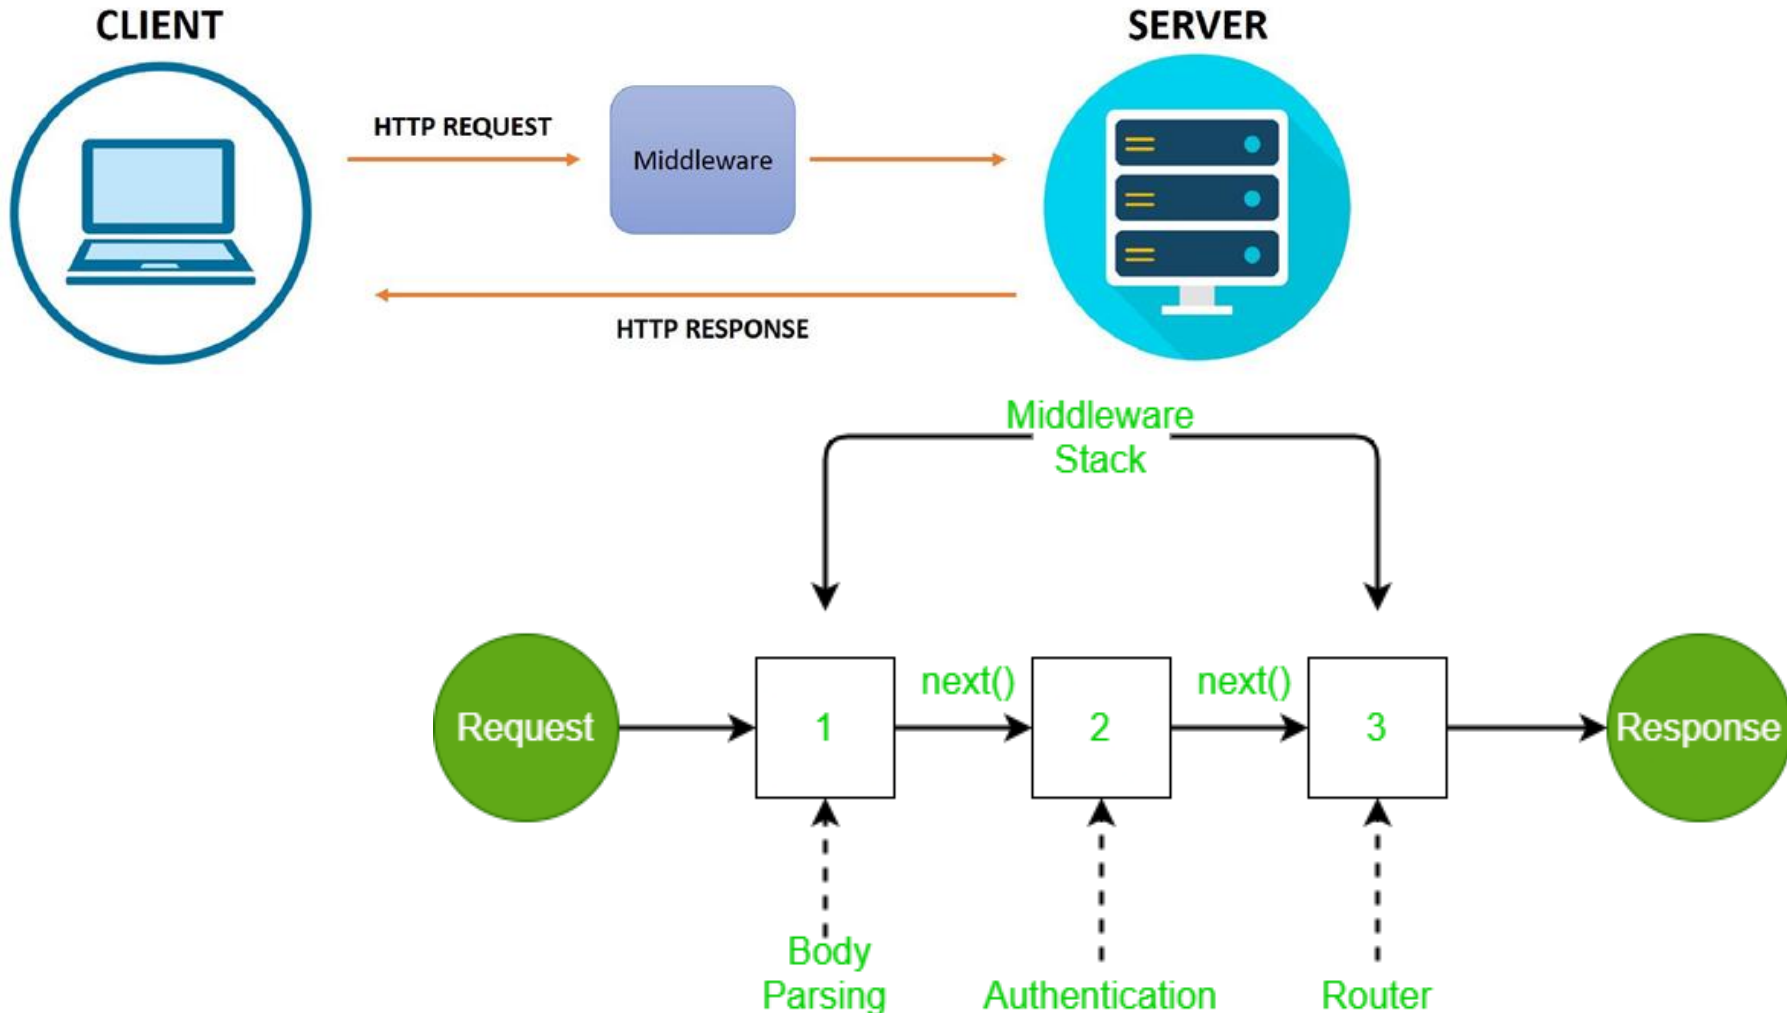 CLIENT
SERVER
HTTP REQUEST
Middleware
HTTP RESPONSE
Middleware
Stack
next()
next()
Request
1
2
3
Response
Body
Parsing
Authentication
Router